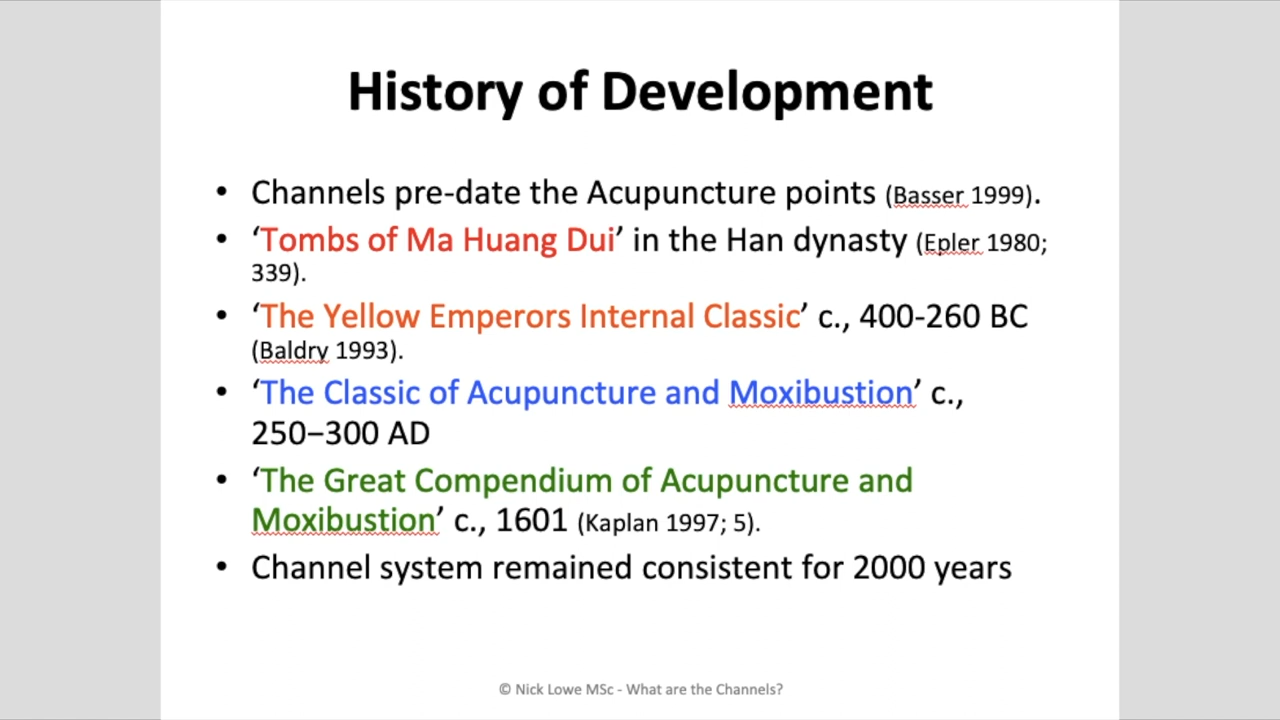 History of Development
• Channels pre-date the Acupuncture points (Basser 1999).
• ‘Tombs of Ma Huang Dui’ in the Han dynasty (Epler 1980;
339).
• ‘The Yellow Emperors Internal Classic’ c., 400-260 BC
(Baldry 1993).
• ‘The Classic of Acupuncture and Moxibustion’ c.,
250–300 AD
• ‘The Great Compendium of Acupuncture and
Moxibustion’ c., 1601 (Kaplan 1997; 5).
• Channel system remained consistent for 2000 years
© Nick Lowe MSc - What are the Channels?